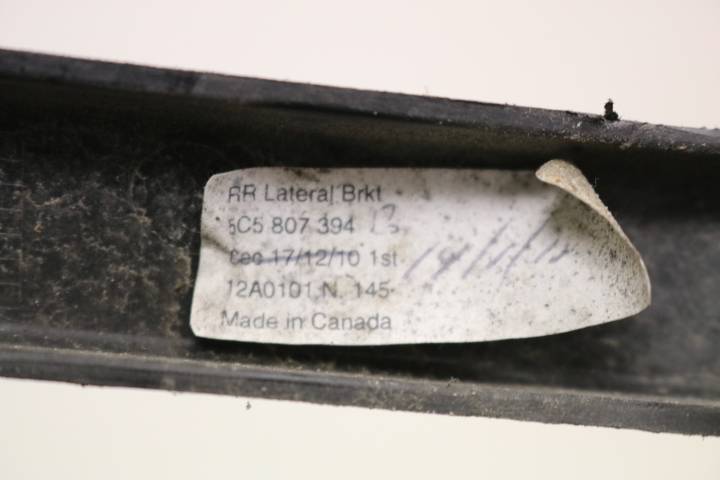 RR Lateral Brkt
5C5 807 394 B
17/12/10 1st
12A0101 N. 145
Made in Canada